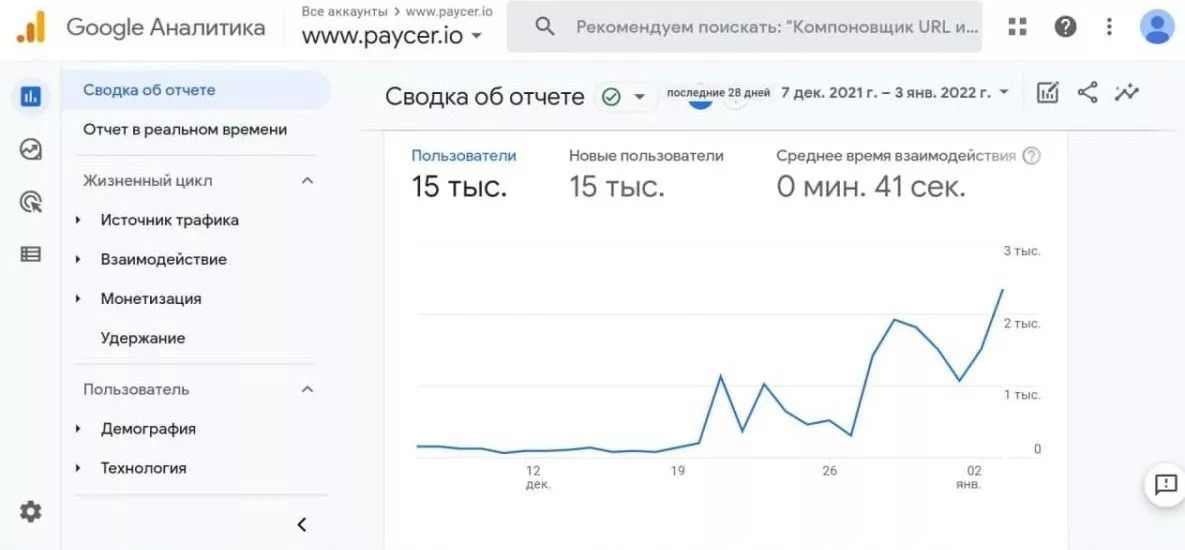 Google Аналитика
Все аккаунты > www.paycer.io
www.paycer.io
Рекомендуем поискать: "Компоновщик URL и...
Сводка об отчете
Отчет в реальном времени
Жизненный цикл
Источник трафика
Взаимодействие
Монетизация
Удержание
Пользователь
Демография
Технология
Сводка об отчете
последние 28 дней
7 дек. 2021 г. – 3 янв. 2022 г.
Пользователи
15 тыс.
Новые пользователи
15 тыс.
Среднее время взаимодействия
0 мин. 41 сек.
3 тыс.
2 тыс.
1 тыс.
0
12
дек.
19
26
02
янв.